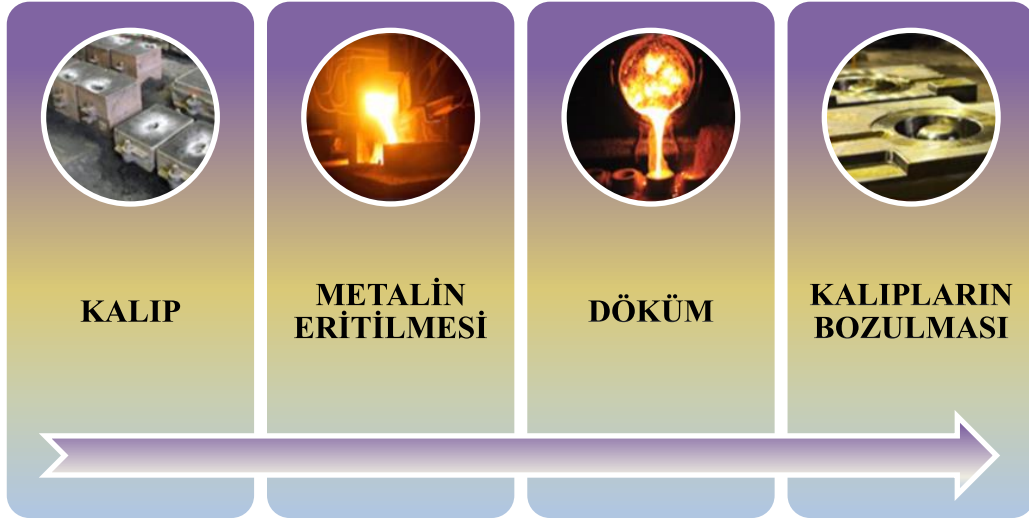 KALIP
METALİN
ERİTİLMESİ
DÖKÜM
KALIPLARIN
BOZULMASI